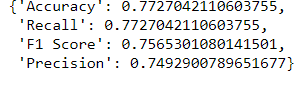 {'Accuracy': 0.7727042110603755,
'Recall': 0.7727042110603755,
'F1 Score': 0.7565301080141501,
'Precision': 0.7492900789651677}